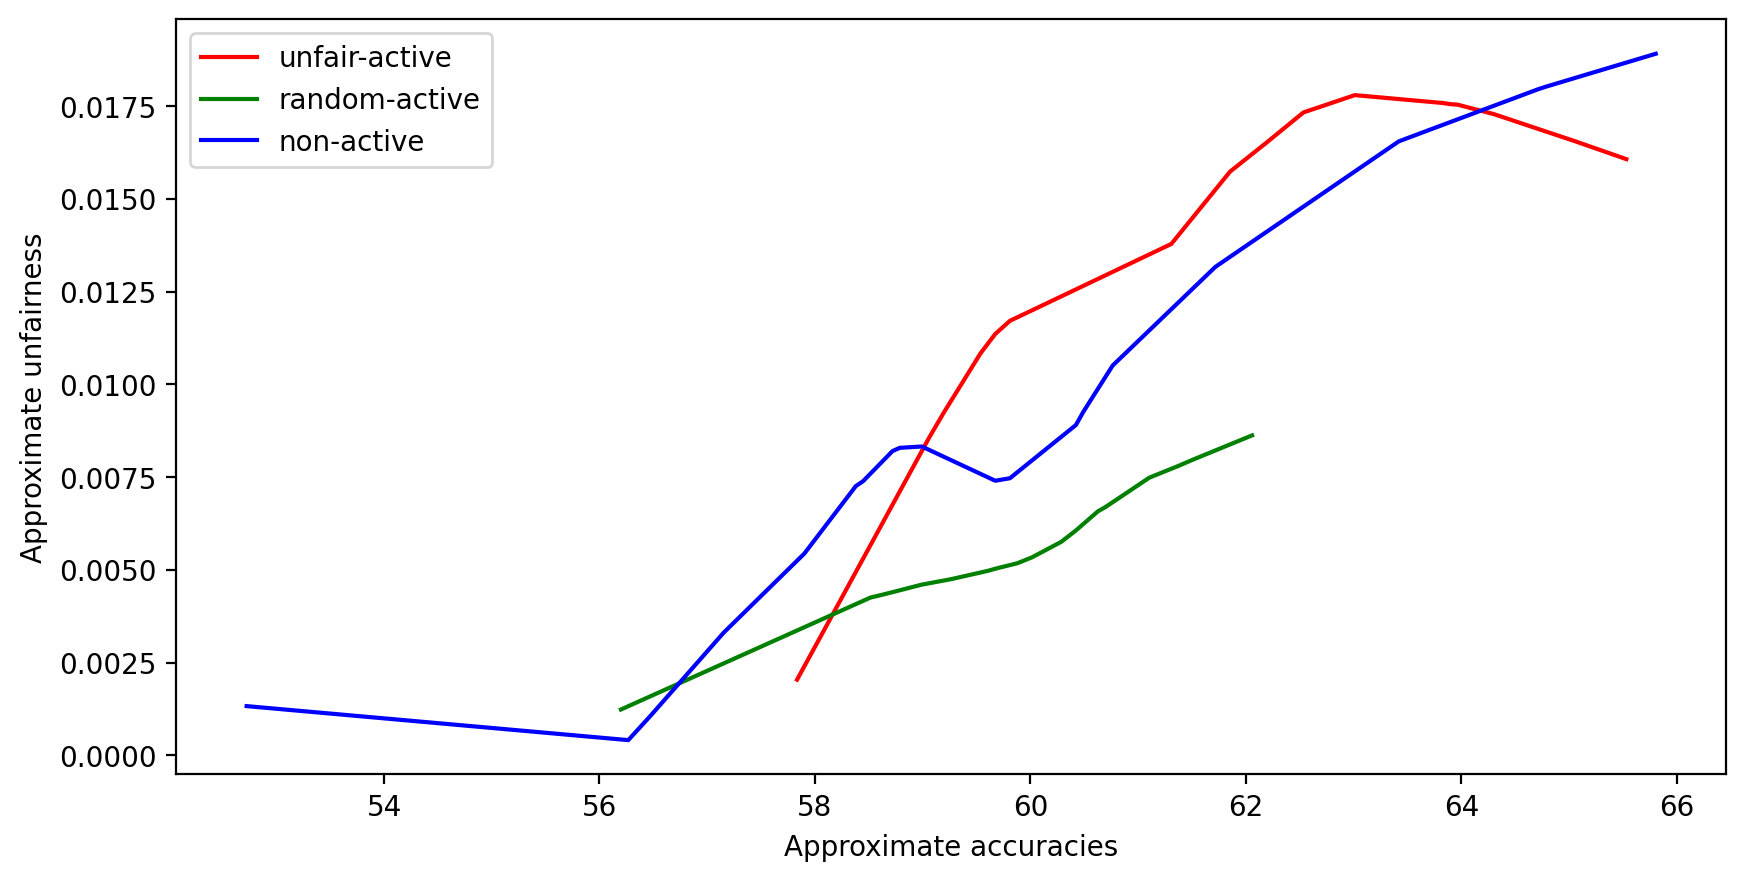 unfair-active
random-active
non-active
0.0175
0.0150
0.0125
0.0100
0.0075
0.0050
0.0025
0.0000
Approximate unfairness
54 56 58 60 62 64 66
Approximate accuracies